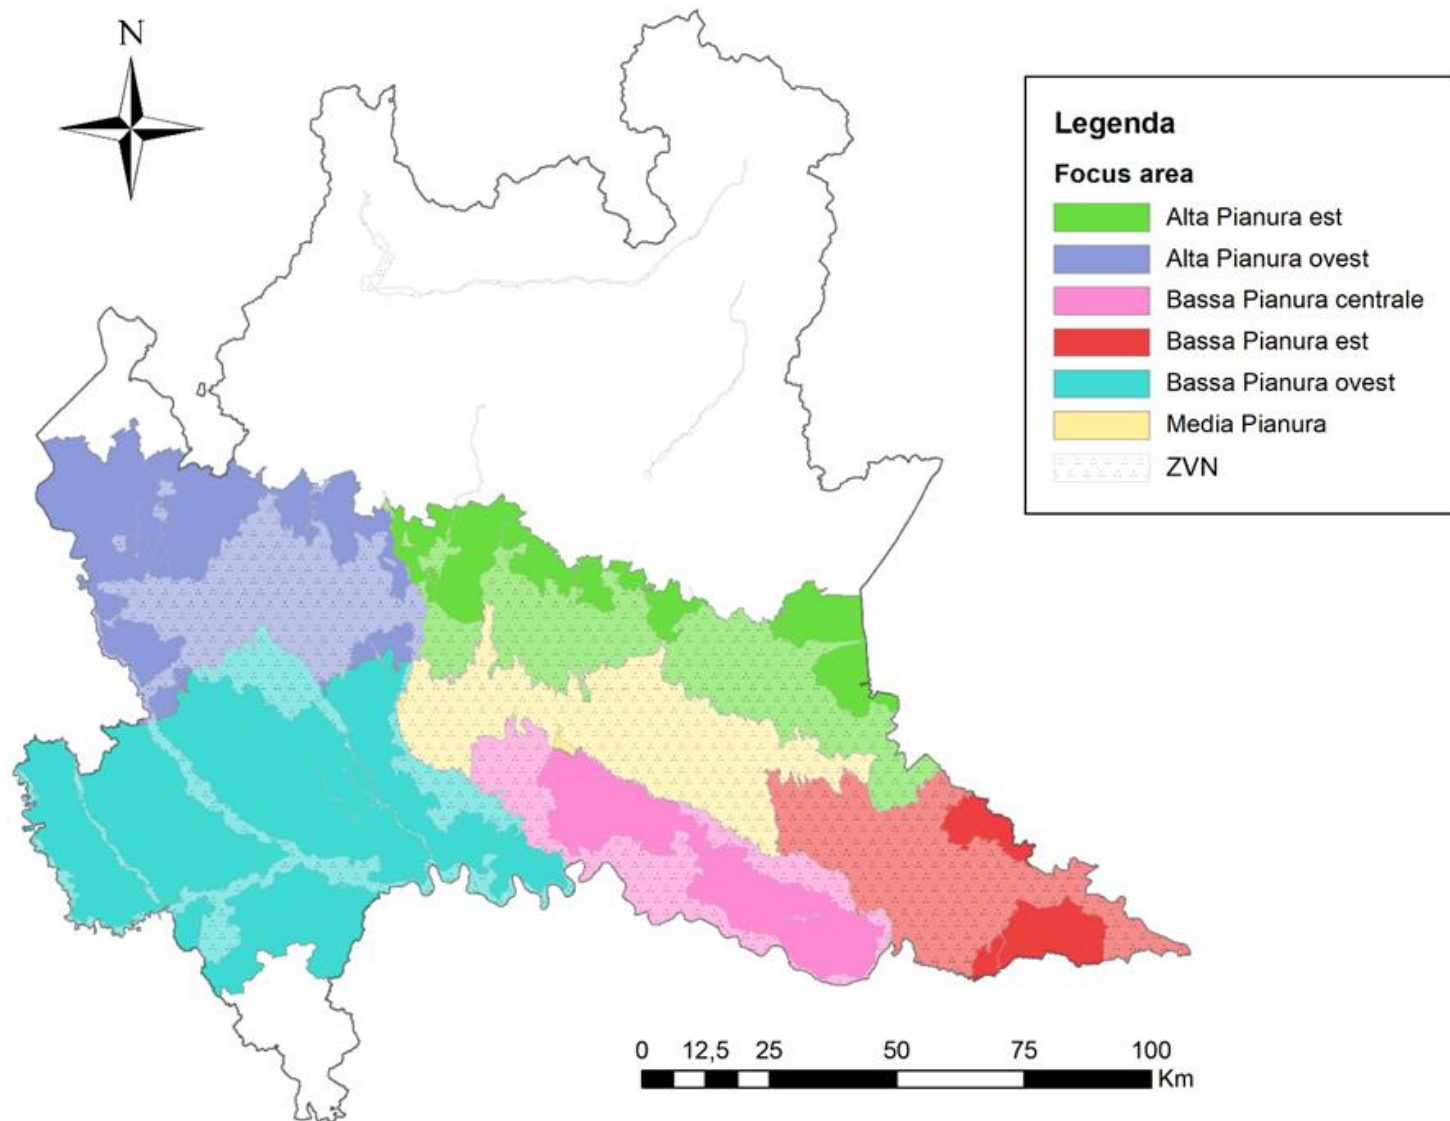 N
Legenda
Focus area
Alta Pianura est
Alta Pianura ovest
Bassa Pianura centrale
Bassa Pianura est
Bassa Pianura ovest
Media Pianura
ZVN
0 12,5 25 50 75 100
Km